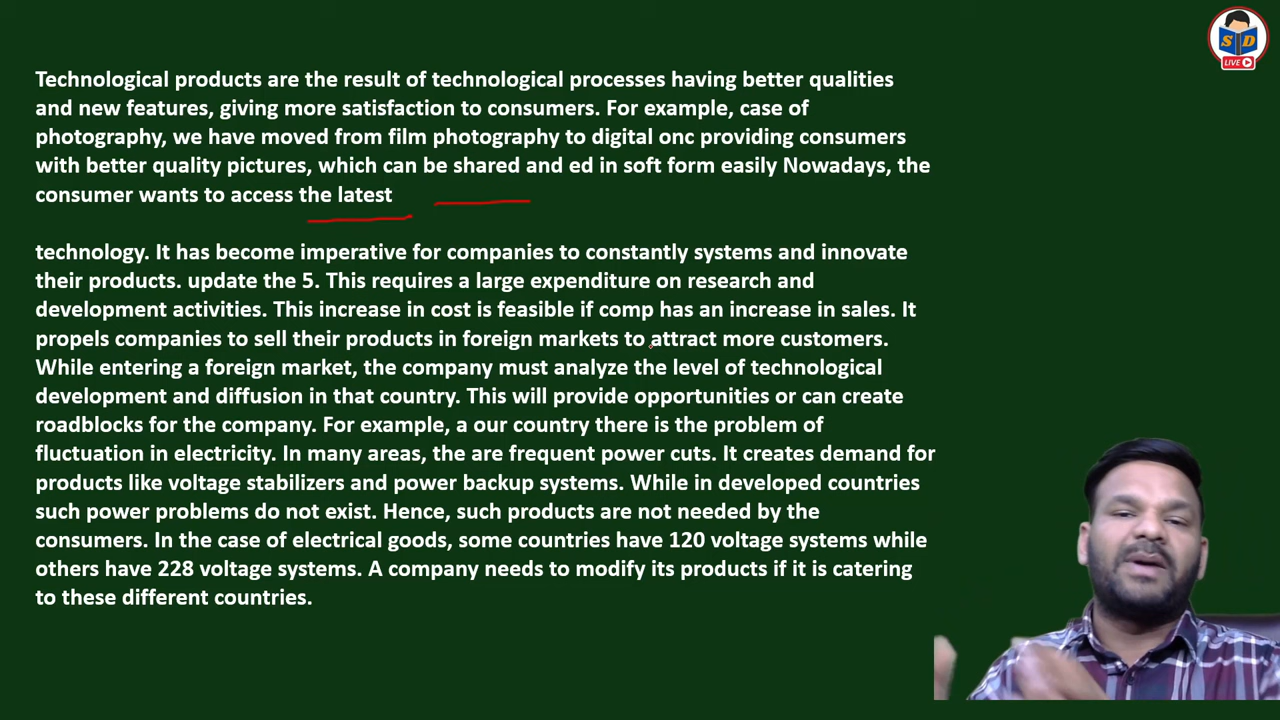 S D
LIVE
Technological products are the result of technological processes having better qualities
and new features, giving more satisfaction to consumers. For example, case of
photography, we have moved from film photography to digital onc providing consumers
with better quality pictures, which can be shared and ed in soft form easily Nowadays, the
consumer wants to access the latest
technology. It has become imperative for companies to constantly systems and innovate
their products. update the 5. This requires a large expenditure on research and
development activities. This increase in cost is feasible if comp has an increase in sales. It
propels companies to sell their products in foreign markets to attract more customers.
While entering a foreign market, the company must analyze the level of technological
development and diffusion in that country. This will provide opportunities or can create
roadblocks for the company. For example, a our country there is the problem of
fluctuation in electricity. In many areas, the are frequent power cuts. It creates demand for
products like voltage stabilizers and power backup systems. While in developed countries
such power problems do not exist. Hence, such products are not needed by the
consumers. In the case of electrical goods, some countries have 120 voltage systems while
others have 228 voltage systems. A company needs to modify its products if it is catering
to these different countries.